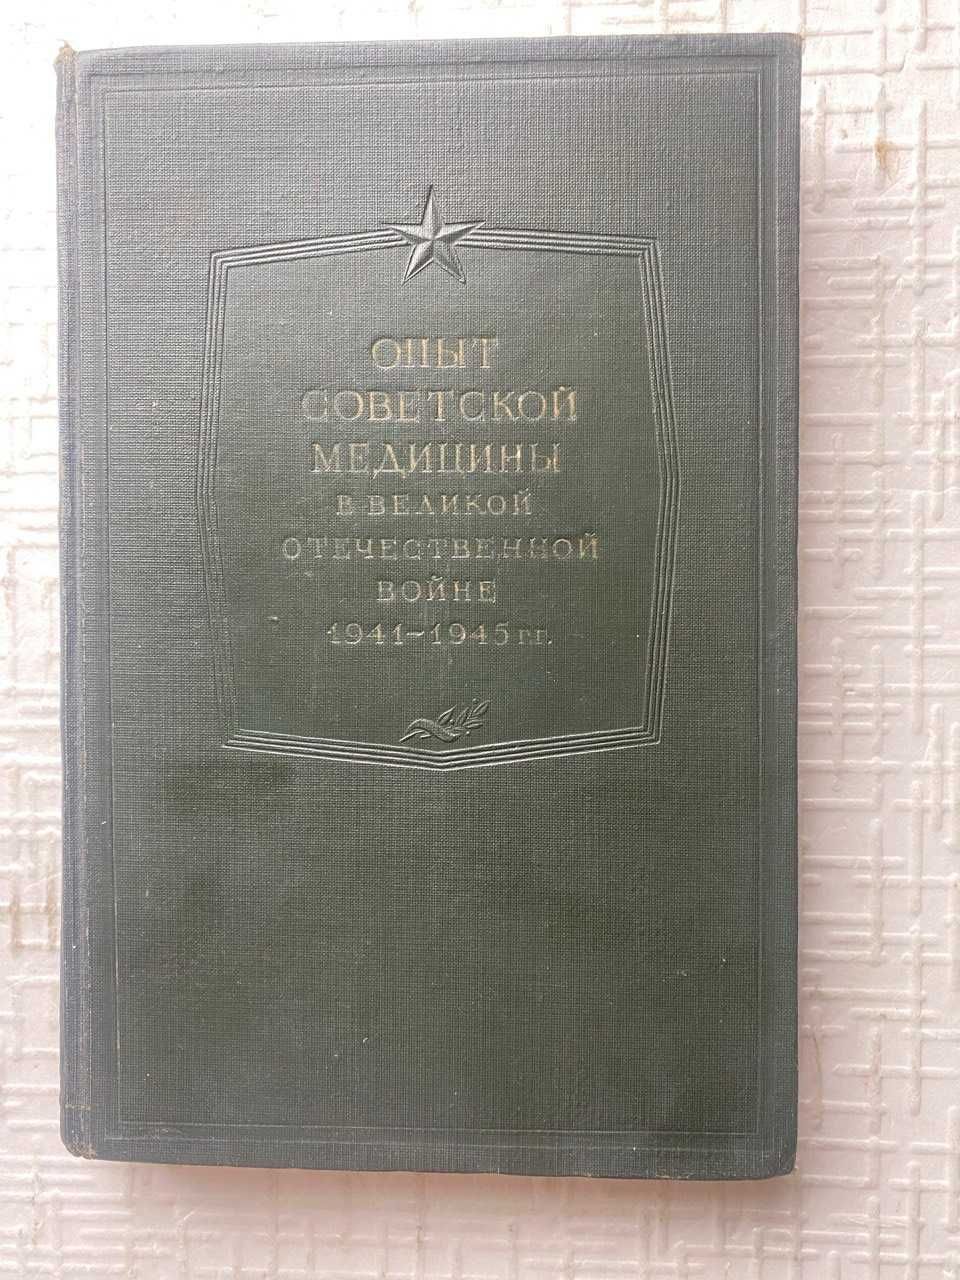 ОПЫТ
СОВЕТСКОЙ
МЕДИЦИНЫ
В ВЕЛИКОЙ
ОТЕЧЕСТВЕННОЙ
ВОЙНЕ
1941–1945 гг.